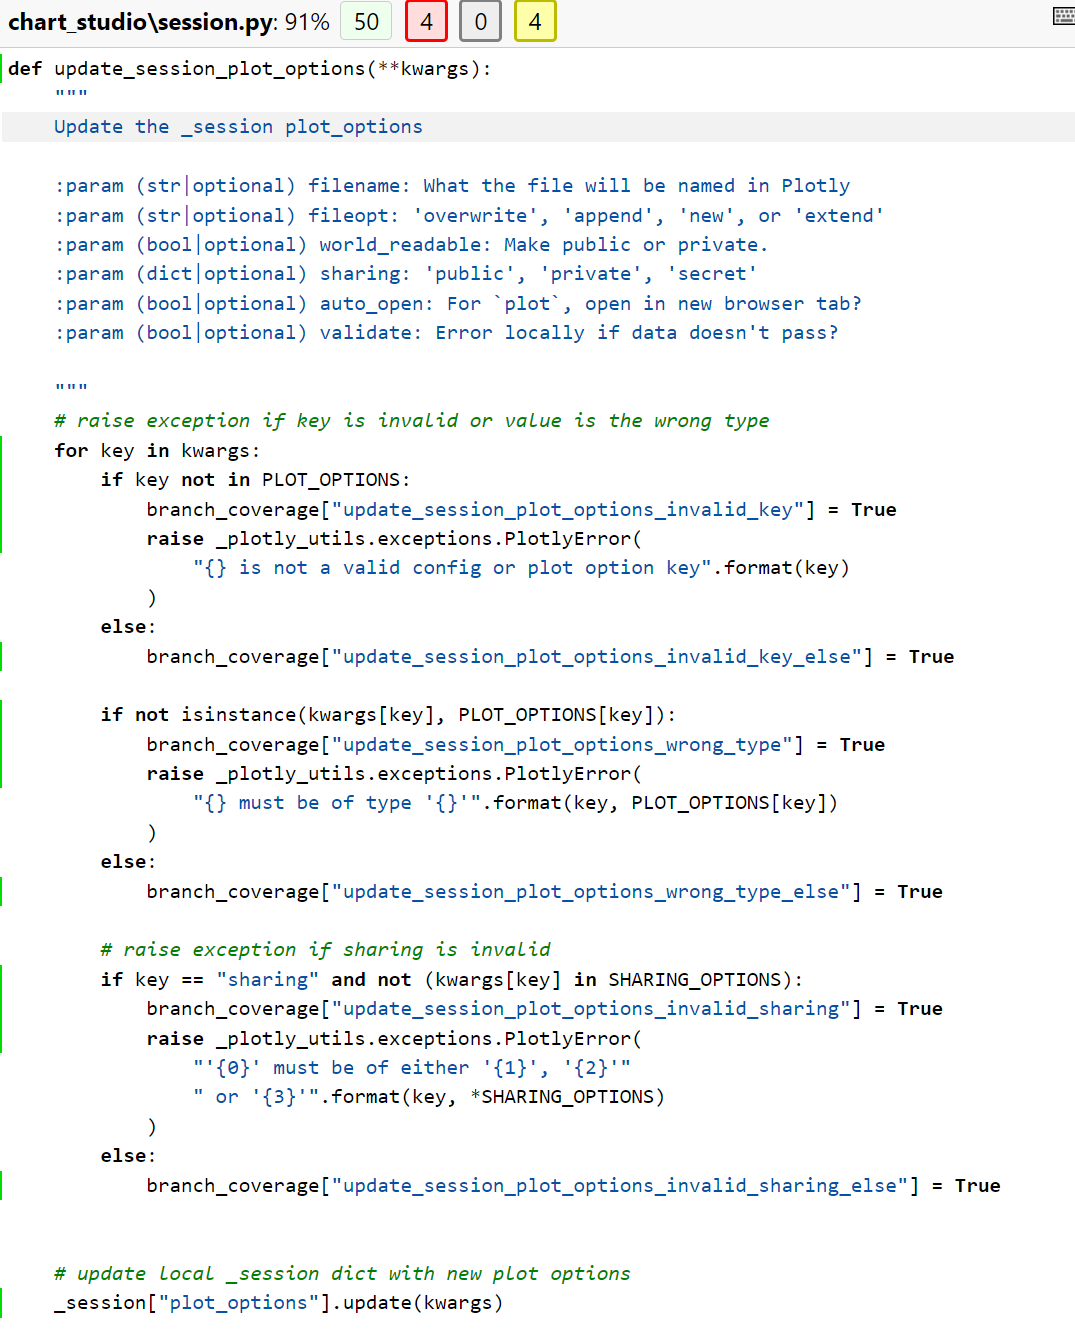 chart_studio\session.py: 91% 50 4 0 4
def update_session_plot_options(**kwargs):
    """
    Update the _session plot_options

    :param (str|optional) filename: What the file will be named in Plotly
    :param (str|optional) fileopt: 'overwrite', 'append', 'new', or 'extend'
    :param (bool|optional) world_readable: Make public or private.
    :param (dict|optional) sharing: 'public', 'private', 'secret'
    :param (bool|optional) auto_open: For `plot`, open in new browser tab?
    :param (bool|optional) validate: Error locally if data doesn't pass?

    """
    # raise exception if key is invalid or value is the wrong type
    for key in kwargs:
        if key not in PLOT_OPTIONS:
            branch_coverage["update_session_plot_options_invalid_key"] = True
            raise _plotly_utils.exceptions.PlotlyError(
                "{} is not a valid config or plot option key".format(key)
            )
        else:
            branch_coverage["update_session_plot_options_invalid_key_else"] = True

        if not isinstance(kwargs[key], PLOT_OPTIONS[key]):
            branch_coverage["update_session_plot_options_wrong_type"] = True
            raise _plotly_utils.exceptions.PlotlyError(
                "{} must be of type '{}'".format(key, PLOT_OPTIONS[key])
            )
        else:
            branch_coverage["update_session_plot_options_wrong_type_else"] = True

        # raise exception if sharing is invalid
        if key == "sharing" and not (kwargs[key] in SHARING_OPTIONS):
            branch_coverage["update_session_plot_options_invalid_sharing"] = True
            raise _plotly_utils.exceptions.PlotlyError(
                "'{0}' must be of either '{1}', '{2}'"
                " or '{3}'".format(key, *SHARING_OPTIONS)
            )
        else:
            branch_coverage["update_session_plot_options_invalid_sharing_else"] = True


    # update local _session dict with new plot options
    _session["plot_options"].update(kwargs)